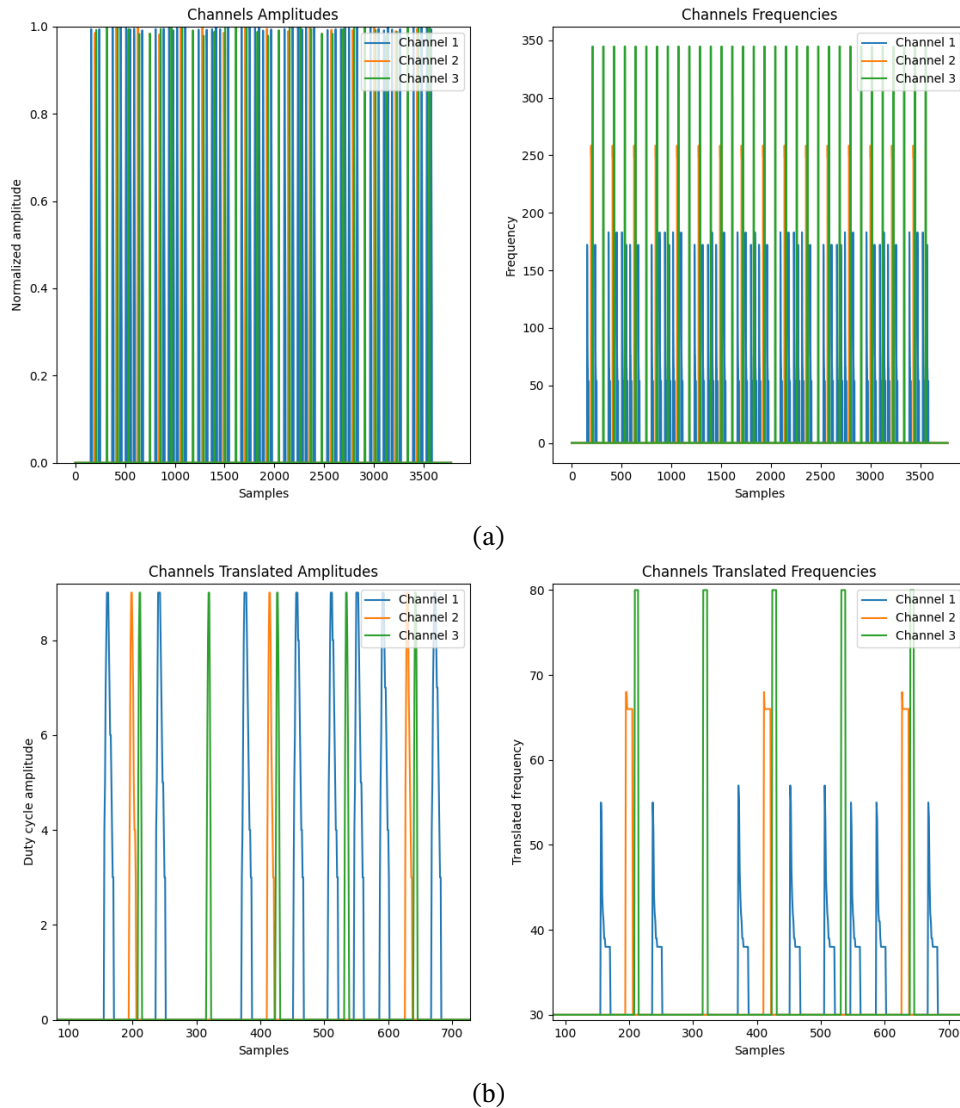 Channels Amplitudes
Normalized amplitude
1.0
0.8
0.6
0.4
0.2
0.0
Channel 1
Channel 2
Channel 3
0 500 1000 1500 2000 2500 3000 3500
Samples
Channels Frequencies
Frequency
350
300
250
200
150
100
50
0
Channel 1
Channel 2
Channel 3
0 500 1000 1500 2000 2500 3000 3500
Samples
(a)
Channels Translated Amplitudes
Duty cycle amplitude
8
6
4
2
0
Channel 1
Channel 2
Channel 3
100 200 300 400 500 600 700
Samples
Channels Translated Frequencies
Translated frequency
80
70
60
50
40
30
Channel 1
Channel 2
Channel 3
100 200 300 400 500 600 700
Samples
(b)